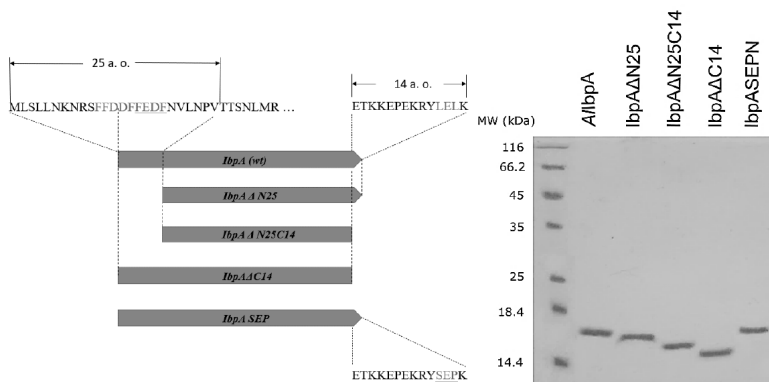 25 a. o.
14 a. o.
MLSLLNKNRSFFDDFFEDFNVLNPVTTSNLMR ...
ETKKEPEKRYLELK
IbpA (wt)
IbpA Δ N25
IbpA Δ N25C14
IbpAΔC14
IbpA SEP
ETKKEPEKRYSEPK
MW (kDa)
AlIbpA
IbpAΔN25
IbpAΔN25C14
IbpAΔC14
IbpASEPN
116
66.2
45
35
25
18.4
14.4